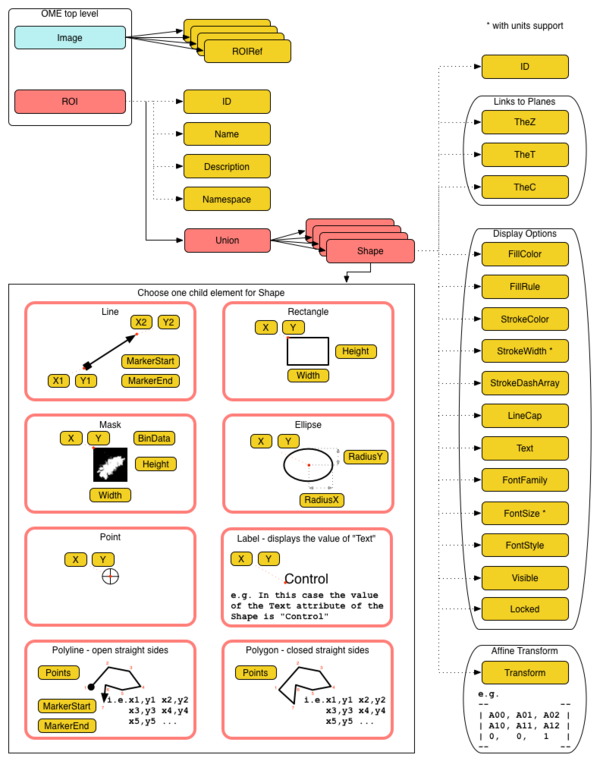 OME top level
Image
ROI
ROIRef
ID
Name
Description
Namespace
Union
Shape
* with units support
ID
Links to Planes
TheZ
TheT
TheC
Display Options
FillColor
FillRule
StrokeColor
StrokeWidth *
StrokeDashArray
LineCap
Text
FontFamily
FontSize *
FontStyle
Visible
Locked
Affine Transform
Transform
e.g.
-- --
| A00, A01, A02 |
| A10, A11, A12 |
| 0, 0, 1 |
-- --
Choose one child element for Shape
Line
X2 Y2
MarkerStart
X1 Y1 MarkerEnd
Rectangle
X Y
Height
Width
Mask
X Y BinData
Height
Width
Ellipse
X Y
RadiusY
y
x
RadiusX
Point
X Y
Label - displays the value of "Text"
X Y
Control
e.g. In this case the value
of the Text attribute of the
Shape is "Control"
Polyline - open straight sides
Points
MarkerStart
MarkerEnd
i.e.x1,y1 x2,y2
x3,y3 x4,y4
x5,y5 ...
Polygon - closed straight sides
Points
i.e.x1,y1 x2,y2
x3,y3 x4,y4
x5,y5 ...